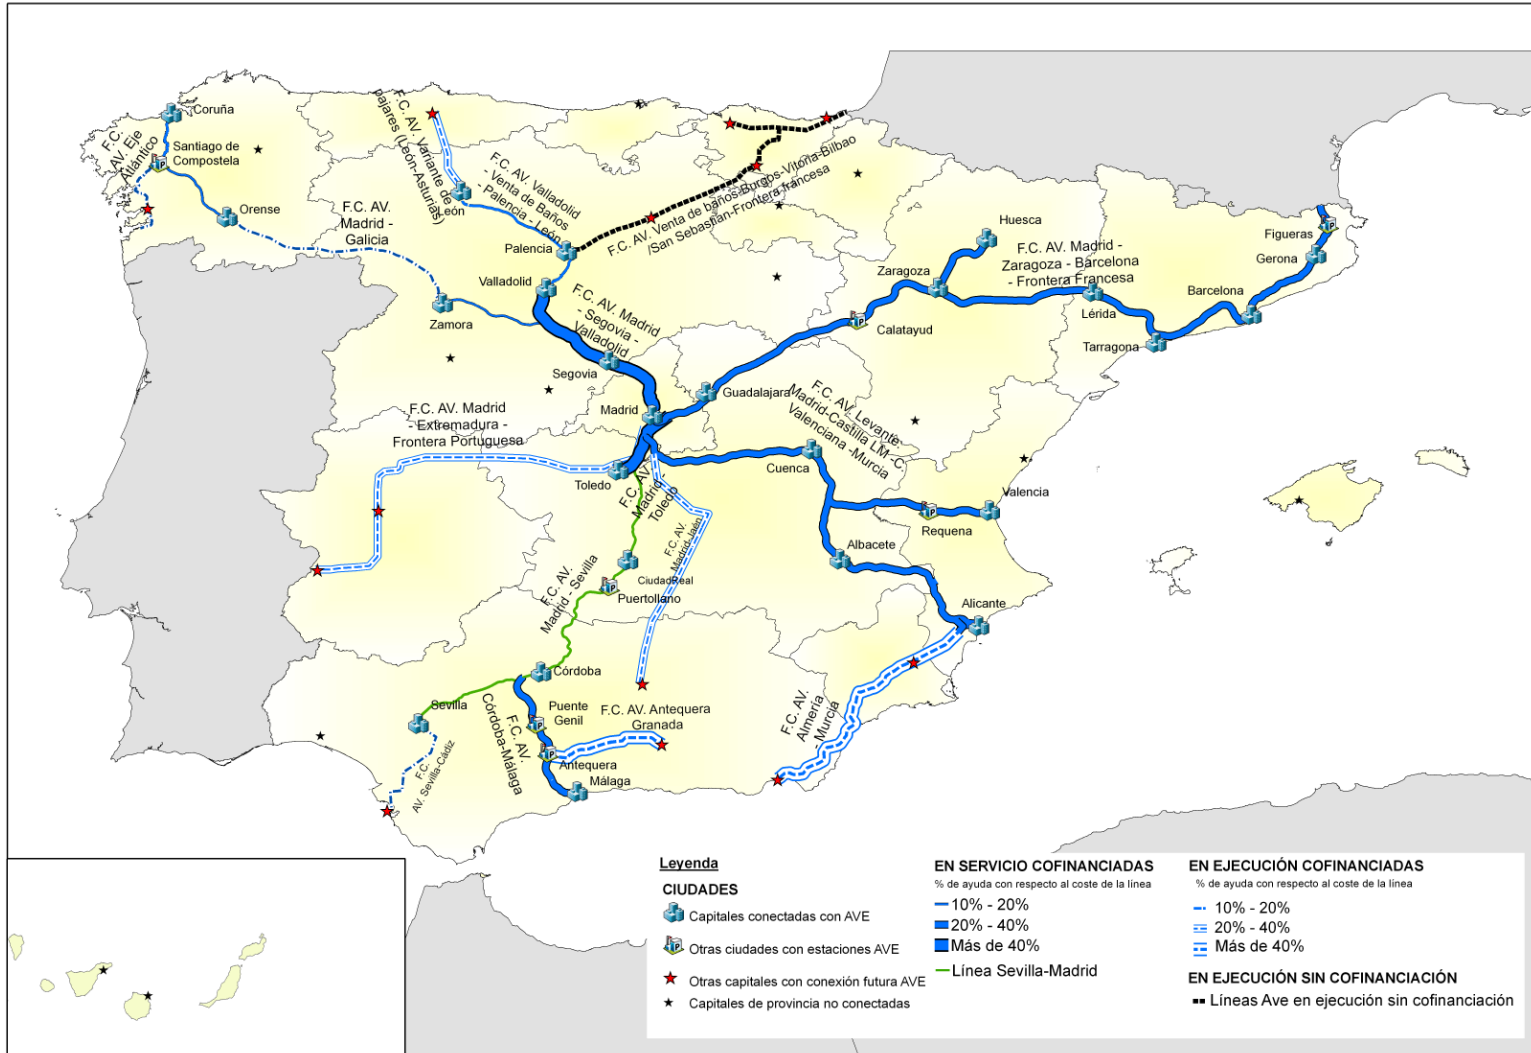 Coruña
F.C.
AV. Eje
Atlántico
Santiago de
Compostela
Orense
F.C. AV.
Madrid -
Galicia
F.C. AV. Variante de
pajares (León-Asturias)
León
F.C. AV. Valladolid
- Venta de Baños
- Palencia - León
Palencia
F.C. AV. Venta de baños-Burgos-Vitoria-Bilbao
/San Sebastián-Frontera francesa
Valladolid
Zamora
F.C. AV. Madrid
- Segovia -
Valladolid
Segovia
Huesca
Zaragoza
F.C. AV. Madrid -
Zaragoza - Barcelona
- Frontera Francesa
Figueras
Gerona
Barcelona
Lérida
Tarragona
Calatayud
Guadalajara
Madrid
F.C. AV. Madrid
- Extremadura -
Frontera Portuguesa
F.C. AV. Levante:
Madrid-Castilla LM -C.
Valenciana -Murcia
Toledo
F.C. AV.
Madrid -
Toledo
Cuenca
Valencia
Requena
Albacete
F.C. AV.
Madrid-Jaén
F.C. AV.
Madrid - Sevilla
CiudadReal
Puertollano
Alicante
Córdoba
Sevilla
F.C.
AV. Sevilla-Cádiz
F.C. AV.
Córdoba-Málaga
Puente
Genil
F.C. AV. Antequera
Granada
Antequera
Málaga
F.C. AV.
Almería
-Murcia
Leyenda
CIUDADES
Capitales conectadas con AVE
Otras ciudades con estaciones AVE
Otras capitales con conexión futura AVE
Capitales de provincia no conectadas
EN SERVICIO COFINANCIADAS
% de ayuda con respecto al coste de la línea
10% - 20%
20% - 40%
Más de 40%
Línea Sevilla-Madrid
EN EJECUCIÓN COFINANCIADAS
% de ayuda con respecto al coste de la línea
10% - 20%
20% - 40%
Más de 40%
EN EJECUCIÓN SIN COFINANCIACIÓN
Líneas Ave en ejecución sin cofinanciación